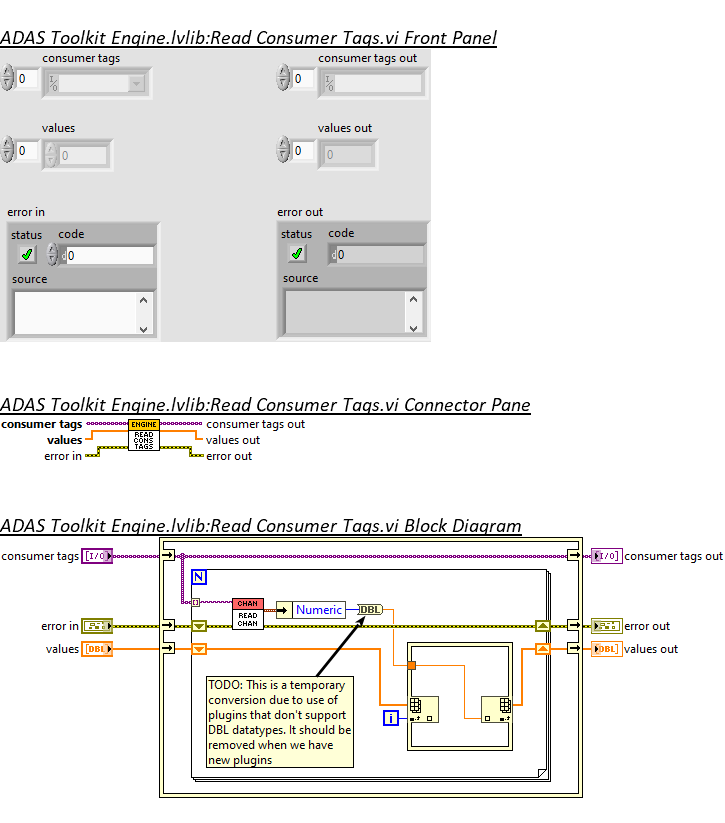 ADAS Toolkit Engine.lvlib:Read Consumer Tags.vi Front Panel
consumer tags
consumer tags out
0
I/O
0
I/O
values
values out
0
0
0
0
error in
error out
status
code
status
code
d0
d0
source
source
ADAS Toolkit Engine.lvlib:Read Consumer Tags.vi Connector Pane
consumer tags
ENGINE
consumer tags out
values
READ
CONS
TAGS
values out
error in
error out
ADAS Toolkit Engine.lvlib:Read Consumer Tags.vi Block Diagram
consumer tags
[I/O]
[I/O]
consumer tags out
N
CHAN
READ
CHAN
Numeric
DBL
error in
error out
values
[DBL]
[DBL]
values out
TODO: This is a temporary
conversion due to use of
plugins that don't support
DBL datatypes. It should be
removed when we have
new plugins
i